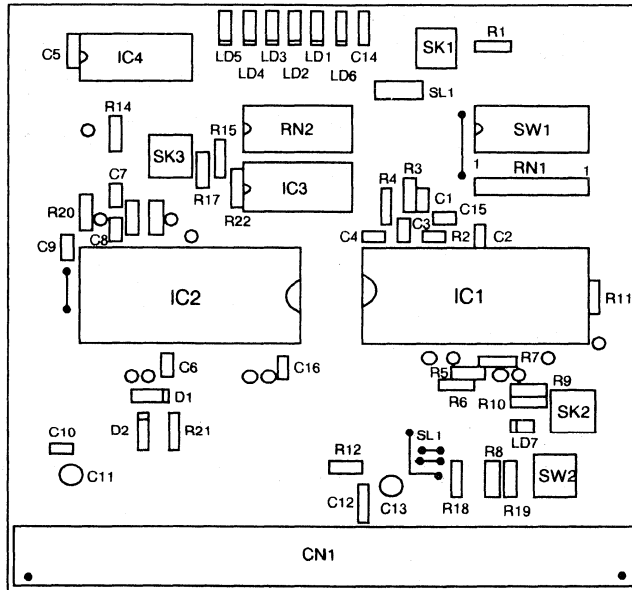 C5
IC4
LD5
LD3
LD1
C14
LD4
LD2
LD6
SK1
R1
SL1
R14
SK3
R15
R17
RN2
IC3
R22
SW1
1
RN1
1
R4
R3
C1
C15
C7
R20
C8
C9
C4
C3
R2
C2
IC2
IC1
R11
C6
C16
R7
R5
R6
R9
R10
SK2
D1
D2
R21
LD7
C10
C11
SL1
R12
C12
C13
R18
R8
R19
SW2
CN1